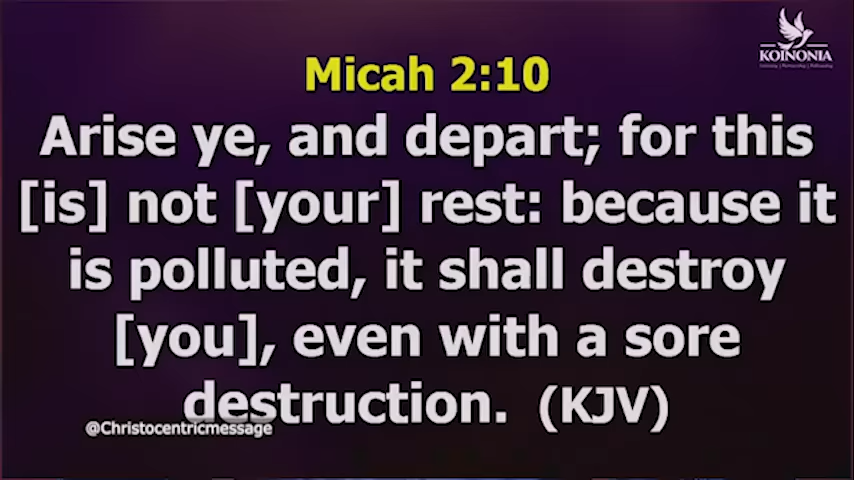 KOINONIA
Micah 2:10
Arise ye, and depart; for this
[is] not [your] rest: because it
is polluted, it shall destroy
[you], even with a sore
destruction. (KJV)
@Christocentricmessage